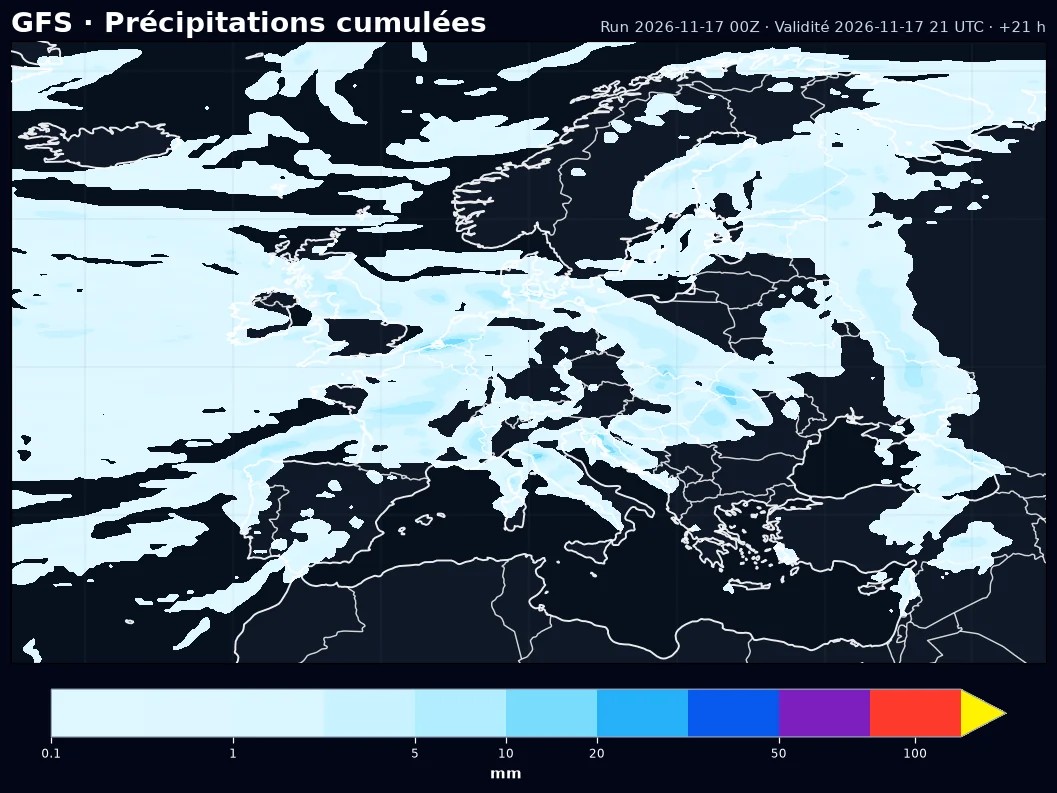 GFS · Précipitations cumulées
Run 2026-11-17 00Z · Validité 2026-11-17 21 UTC · +21 h
0.1 1 5 10 20 50 100
mm